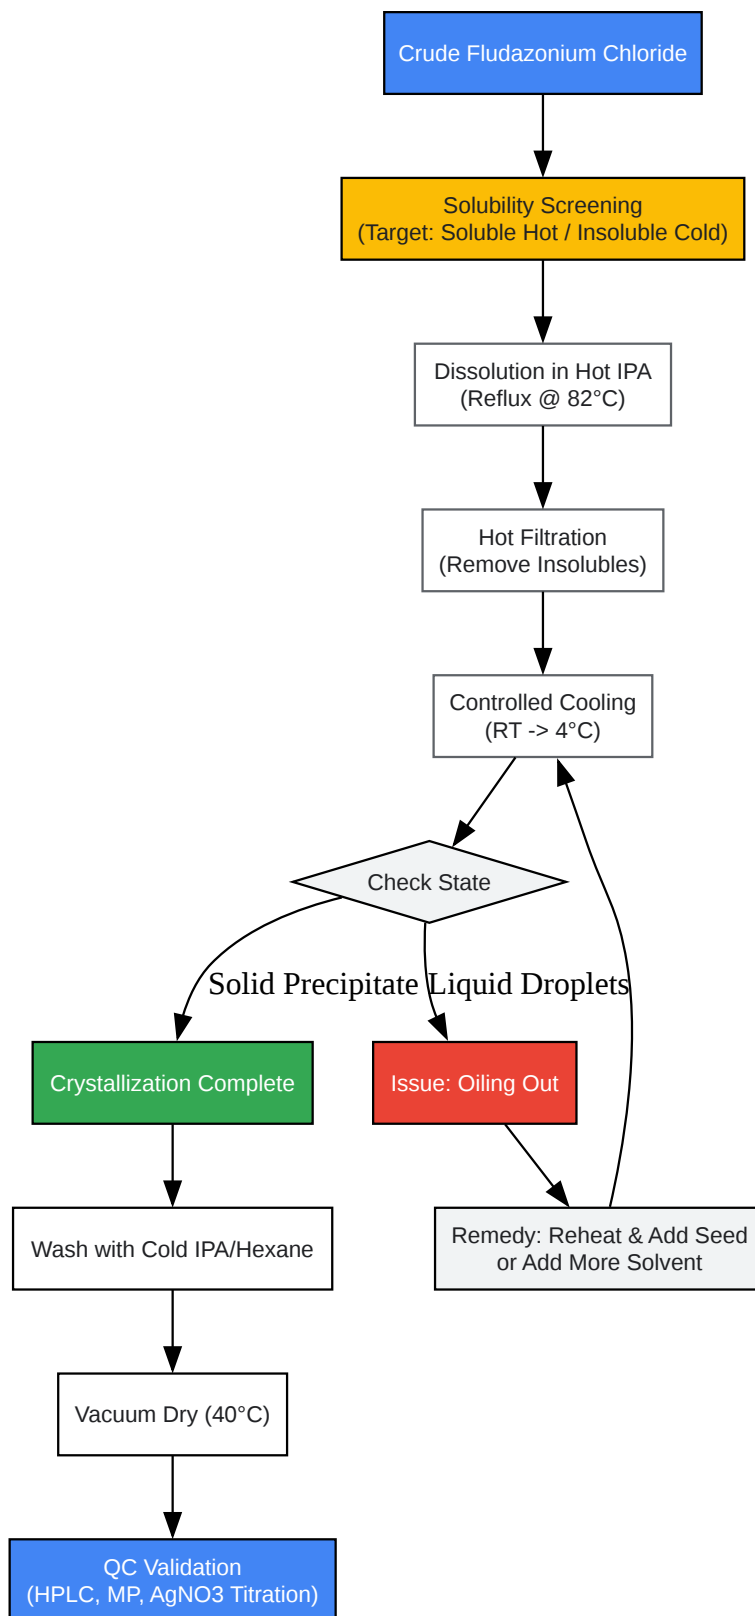 Crude Fludazonium Chloride
Solubility Screening
(Target: Soluble Hot / Insoluble Cold)
Dissolution in Hot IPA
(Reflux @ 82°C)
Hot Filtration
(Remove Insolubles)
Controlled Cooling
(RT -> 4°C)
Check State
Solid Precipitate
Liquid Droplets
Crystallization Complete
Issue: Oiling Out
Wash with Cold IPA/Hexane
Remedy: Reheat & Add Seed
or Add More Solvent
Vacuum Dry (40°C)
QC Validation
(HPLC, MP, AgNO3 Titration)